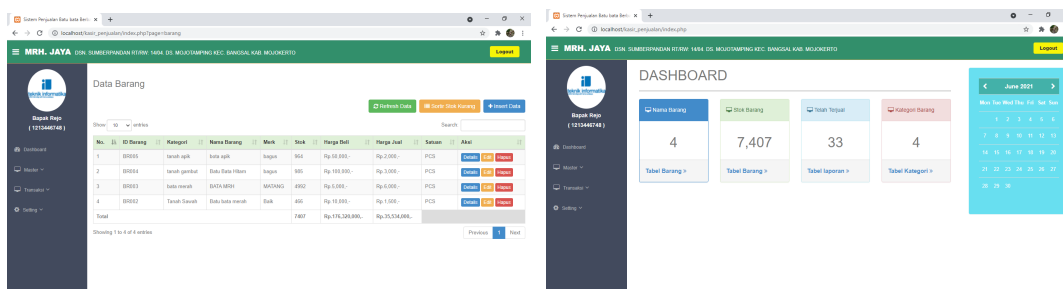 Sistem Penjualan Batu bata Beri
localhost/kasir_penjualan/index.php?page=barang
MRH. JAYA DSN. SUMBERPANDAN RT/RW: 14/04. DS. MOJOTAMPING KEC. BANGSAL KAB. MOJOKERTO
Logout
teknik informatika
Bapak Rejo
( 1213446748 )
Dashboard
Master
Transaksi
Setting
Data Barang
Refresh Data
Sortir Stok Kurang
+ Insert Data
Show 10 entries
Search:
No. ID Barang Kategori Nama Barang Merk Stok Harga Beli Harga Jual Satuan Aksi
1 BR005 tanah apik bata apik bagus 964 Rp.60,000,- Rp.2,000,- PCS Details Edit Hapus
2 BR004 tanah gambut Batu Bata Hitam bagus 985 Rp.100,000,- Rp.3,000,- PCS Details Edit Hapus
3 BR003 bata merah BATA MRH MATANG 4992 Rp.5,000,- Rp.6,000,- PCS Details Edit Hapus
4 BR002 Tanah Sawah Batu bata merah Baik 466 Rp.10,000,- Rp.1,000,- PCS Details Edit Hapus
Total 7407 Rp.176,320,000,- Rp.35,534,000,-
Showing 1 to 4 of 4 entries
Previous 1 Next
Sistem Penjualan Batu bata Beri
localhost/kasir_penjualan/index.php
MRH. JAYA DSN. SUMBERPANDAN RT/RW: 14/04. DS. MOJOTAMPING KEC. BANGSAL KAB. MOJOKERTO
Logout
teknik informatika
Bapak Rejo
( 1213446748 )
Dashboard
Master
Transaksi
Setting
DASHBOARD
Nama Barang
4
Tabel Barang »
Stok Barang
7,407
Tabel Barang »
Telah Terjual
33
Tabel laporan »
Kategori Barang
4
Tabel Kategori »
June 2021
Mon Tue Wed Thu Fri Sat Sun
1 2 3 4 5 6
7 8 9 10 11 12 13
14 15 16 17 18 19 20
21 22 23 24 25 26 27
28 29 30